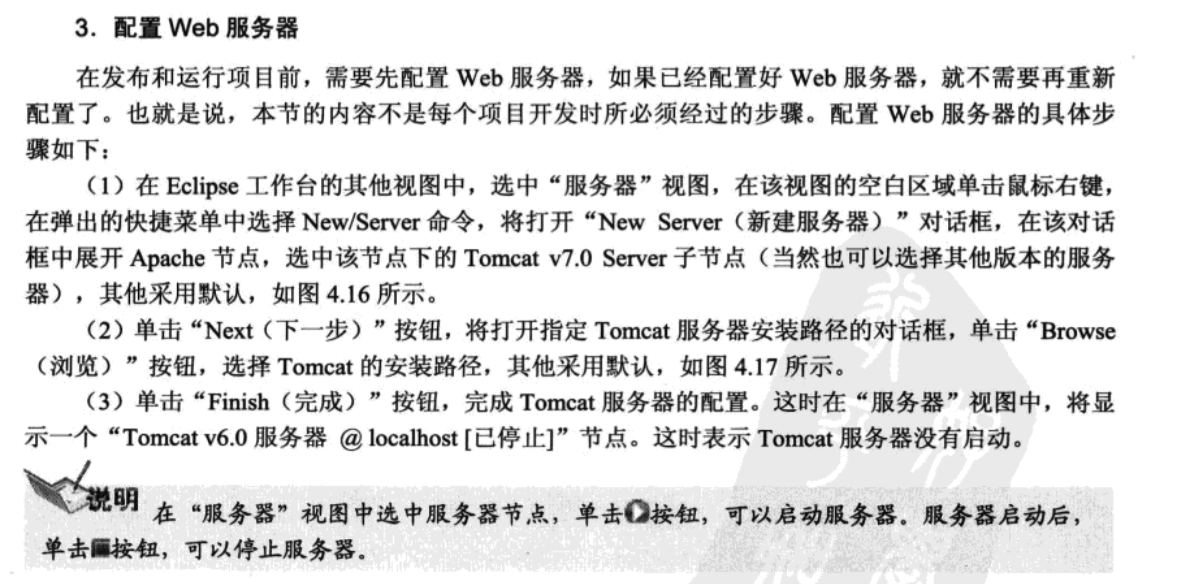 3．配置 Web 服务器
在发布和运行项目前，需要先配置 Web 服务器，如果已经配置好 Web 服务器，就不需要再重新
配置了。也就是说，本节的内容不是每个项目开发时所必须经过的步骤。配置 Web 服务器的具体步
骤如下：
（1）在 Eclipse 工作台的其他视图中，选中“服务器”视图，在该视图的空白区域单击鼠标右键，
在弹出的快捷菜单中选择 New/Server 命令，将打开“New Server（新建服务器）”对话框，在该对话
框中展开 Apache 节点，选中该节点下的 Tomcat v7.0 Server 子节点（当然也可以选择其他版本的服务
器），其他采用默认，如图 4.16 所示。
（2）单击“Next（下一步）”按钮，将打开指定 Tomcat 服务器安装路径的对话框，单击“Browse
（浏览）”按钮，选择 Tomcat 的安装路径，其他采用默认，如图 4.17 所示。
（3）单击“Finish（完成）”按钮，完成 Tomcat 服务器的配置。这时在“服务器”视图中，将显
示一个“Tomcat v6.0 服务器 @ localhost [已停止]”节点。这时表示 Tomcat 服务器没有启动。
说明
在“服务器”视图中选中服务器节点，单击按钮，可以启动服务器。服务器启动后，
单击按钮，可以停止服务器。